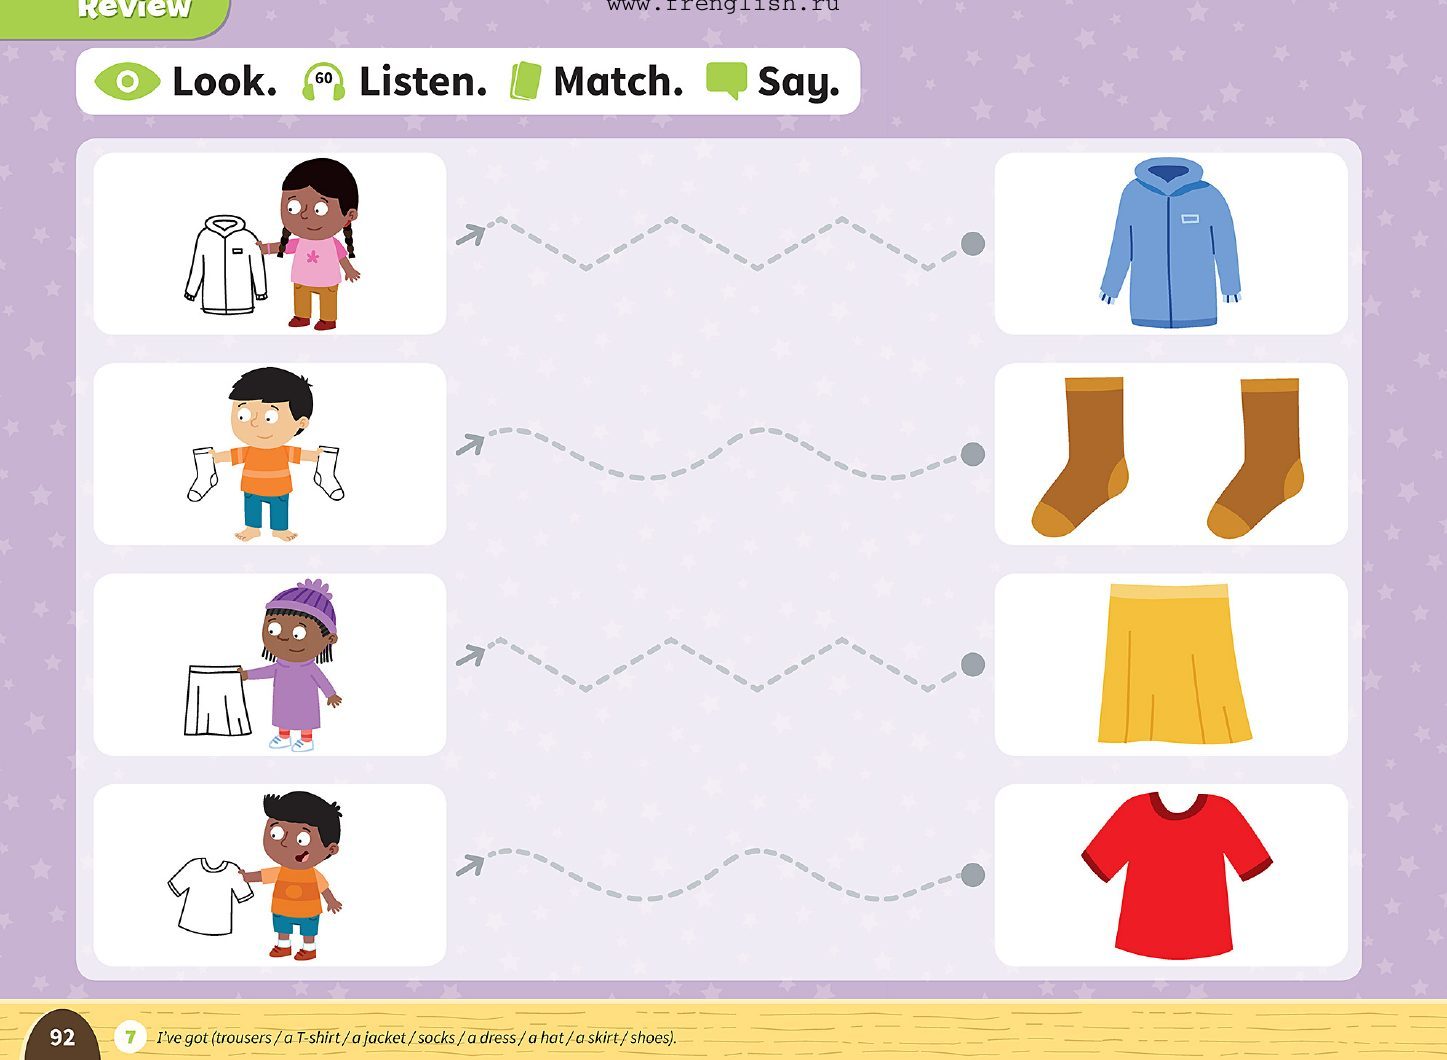 www.frenglish.ru
Review
Look. 60 Listen. Match. Say.
92 7 I've got (trousers / a T-shirt / a jacket / socks / a dress / a hat / a skirt / shoes).